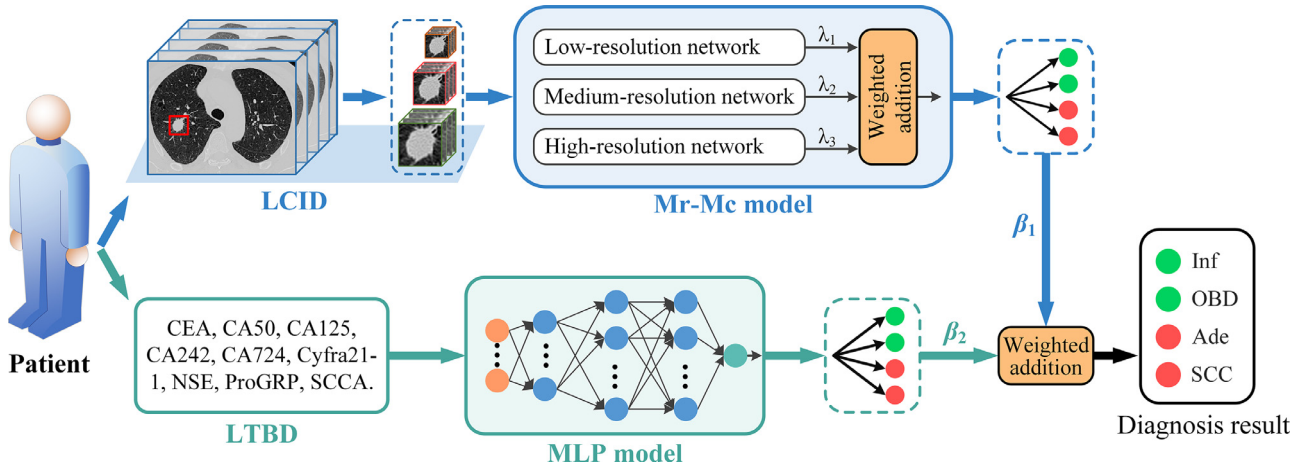 Patient
LCID
Low-resolution network
λ1
Medium-resolution network
λ2
High-resolution network
λ3
Weighted
addition
Mr-Mc model
β1
CEA, CA50, CA125,
CA242, CA724, Cyfra21-
1, NSE, ProGRP, SCCA.
LTBD
MLP model
β2
Weighted
addition
Inf
OBD
Ade
SCC
Diagnosis result